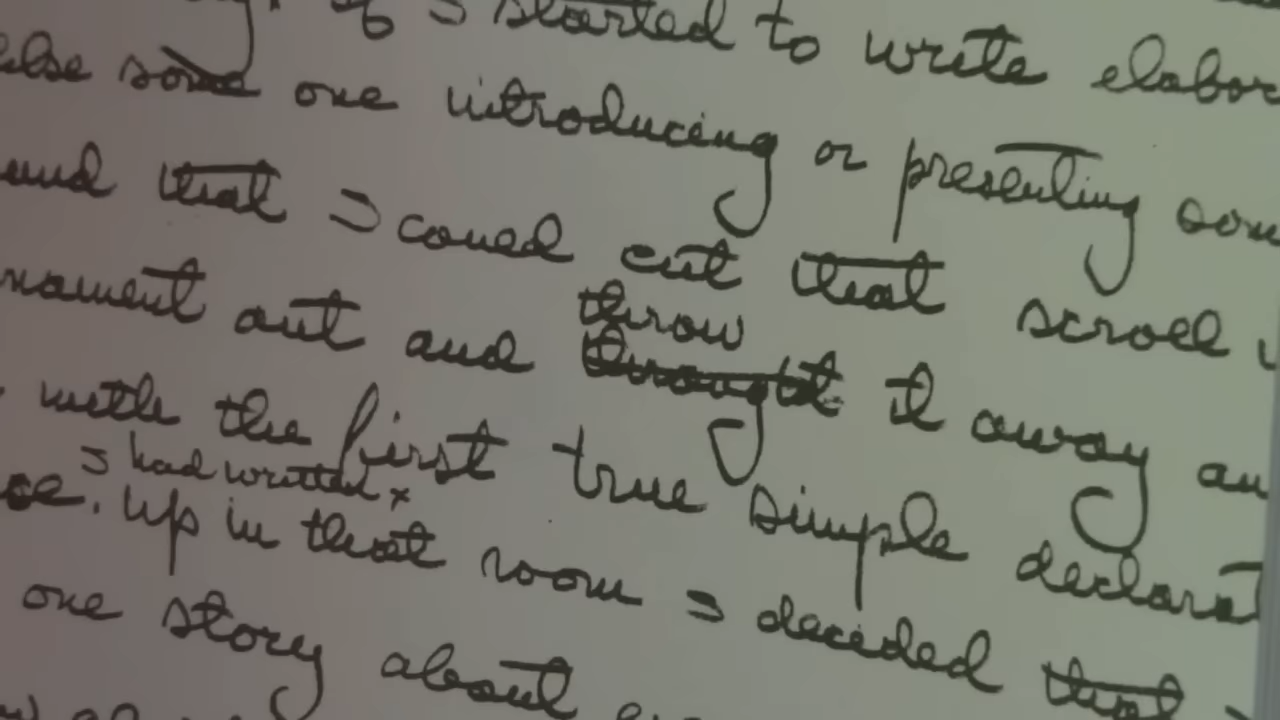 if I started to write elabor
else some one introducing or presenting som
and that I could cut that scroll
nament out and throw it away an
with the first true simple declarat
I had written x
ce. Up in that room I decided that
one story about